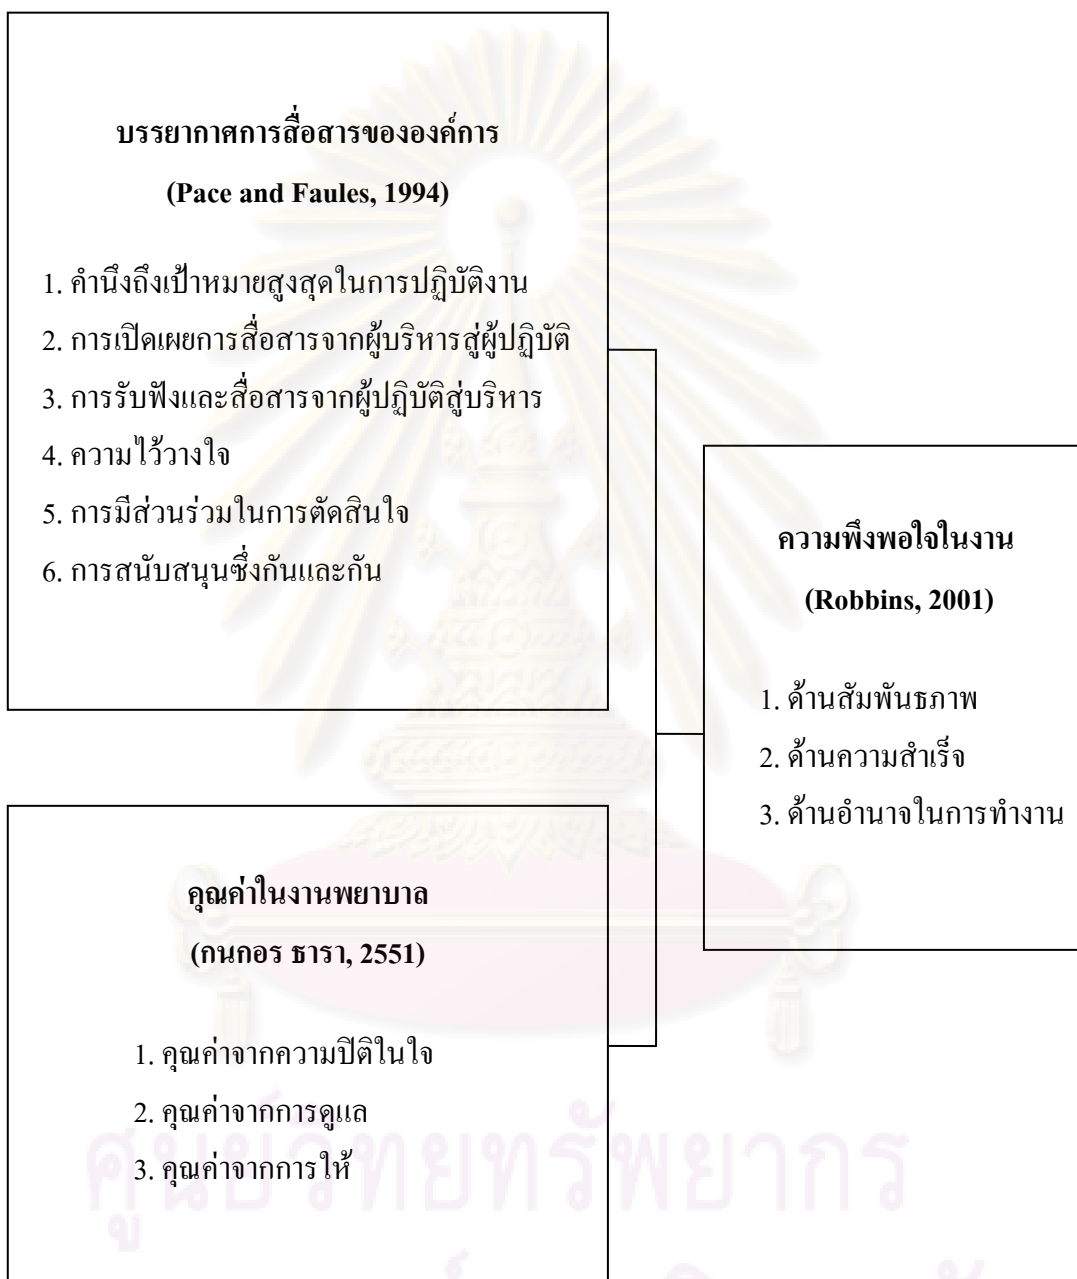 บรรยากาศการสื่อสารขององค์การ
(Pace and Faules, 1994)
1. คำนึงถึงเป้าหมายสูงสุดในการปฏิบัติงาน
2. การเปิดเผยการสื่อสารจากผู้บริหารสู่ผู้ปฏิบัติ
3. การรับฟังและสื่อสารจากผู้ปฏิบัติสู่บริหาร
4. ความไว้วางใจ
5. การมีส่วนร่วมในการตัดสินใจ
6. การสนับสนุนซึ่งกันและกัน
ความพึงพอใจในงาน
(Robbins, 2001)
1. ด้านสัมพันธภาพ
2. ด้านความสำเร็จ
3. ด้านอำนาจในการทำงาน
คุณค่าในงานพยาบาล
(กนกอร ธารา, 2551)
1. คุณค่าจากความปิติในใจ
2. คุณค่าจากการดูแล
3. คุณค่าจากการให้
ศูนย์วิทยทรัพยากร